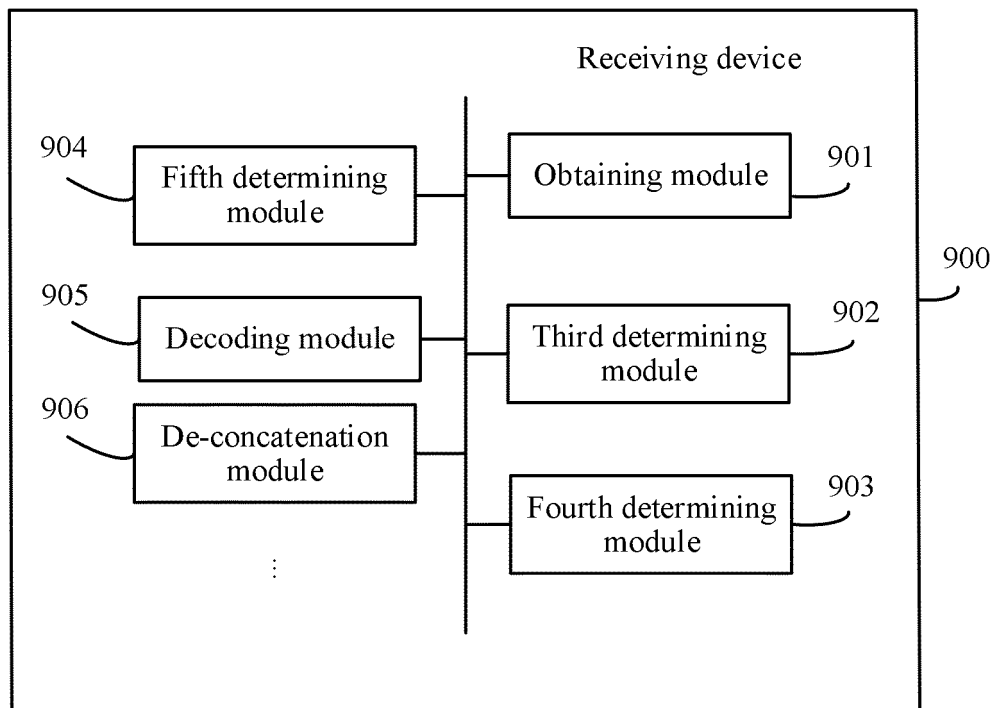 Receiving device
904
Fifth determining
module
901
Obtaining module
900
905
Decoding module
902
Third determining
module
906
De-concatenation
module
903
Fourth determining
module
⋮